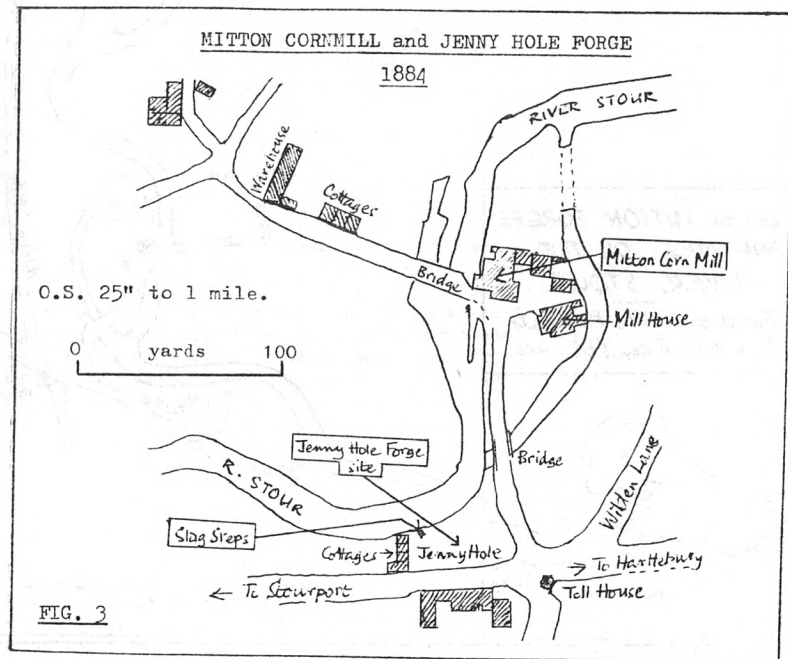 MITTON CORNMILL and JENNY HOLE FORGE
1884
RIVER STOUR
Warehouse
Cottages
Mitton Corn Mill
Bridge
O.S. 25" to 1 mile.
Mill House
0 yards 100
Jenny Hole Forge
site
Bridge
Wilden Lane
R. STOUR
Slag Sreps
Cottages
Jenny Hole
To Hartlebury
To Stourport
Toll House
FIG. 3